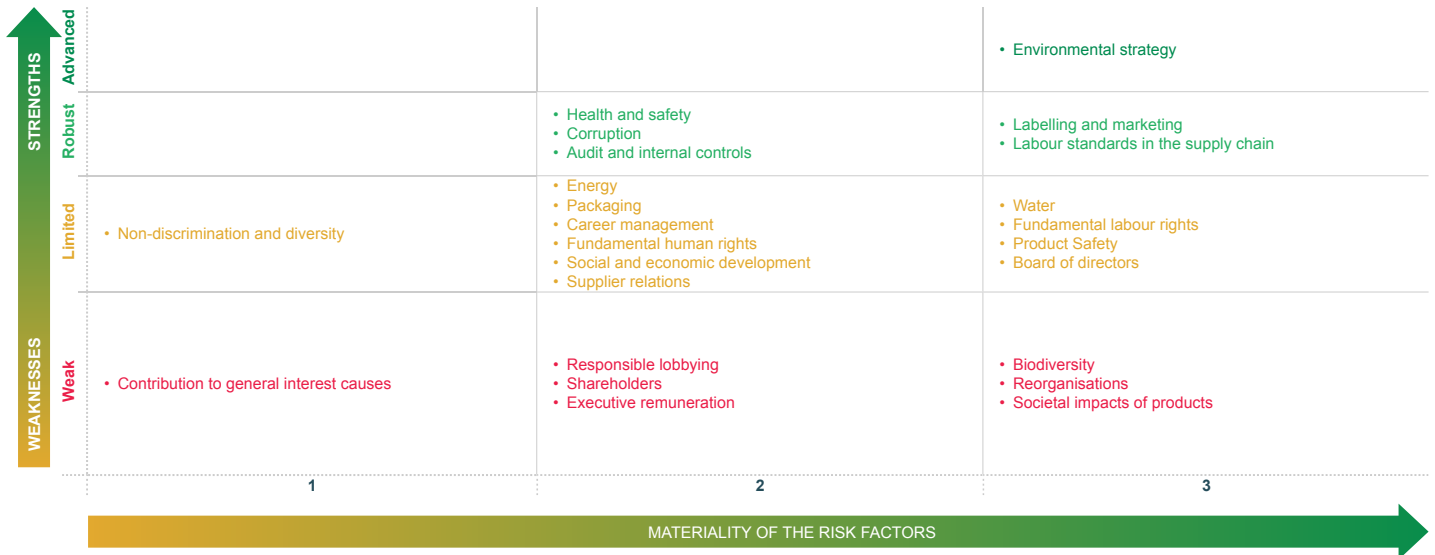 STRENGTHS
WEAKNESSES
Advanced
• Environmental strategy
Robust
• Health and safety
• Corruption
• Audit and internal controls
• Labelling and marketing
• Labour standards in the supply chain
Limited
• Non-discrimination and diversity
• Energy
• Packaging
• Career management
• Fundamental human rights
• Social and economic development
• Supplier relations
• Water
• Fundamental labour rights
• Product Safety
• Board of directors
Weak
• Contribution to general interest causes
• Responsible lobbying
• Shareholders
• Executive remuneration
• Biodiversity
• Reorganisations
• Societal impacts of products
1
2
3
MATERIALITY OF THE RISK FACTORS